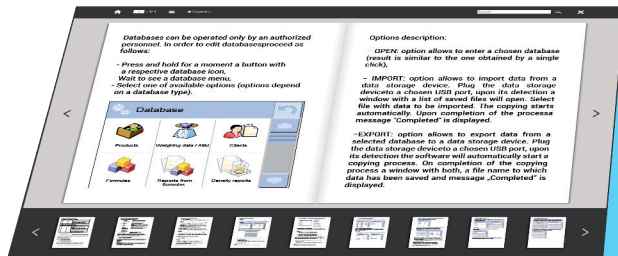 Databases can be operated only by an authorized
personnel. In order to edit databasesproceed as
follows:
- Press and hold for a moment a button with
a respective database icon,
Wait to see a database menu,
- Select one of available options (options depend
on a database type).
Database
Products
Weighing data / Alibi
Clients
Formulas
Reports from
formulas
Density reports
Options description:
OPEN: option allows to enter a chosen database
(result is similar to the one obtained by a single
click),
– IMPORT: option allows to import data from a
data storage device. Plug the data storage
deviceto a chosen USB port, upon its detection a
window with a list of saved files will open. Select
file with data to be imported. The copying starts
automatically. Upon completion of the processa
message "Completed" is displayed.
–EXPORT: option allows to export data from a
selected database to a data storage device. Plug
the data storage deviceto a chosen USB port, upon
its detection the software will automatically start a
copying process. On completion of the copying
process a window with both, a file name to which
data has been saved and message „Completed" is
displayed.